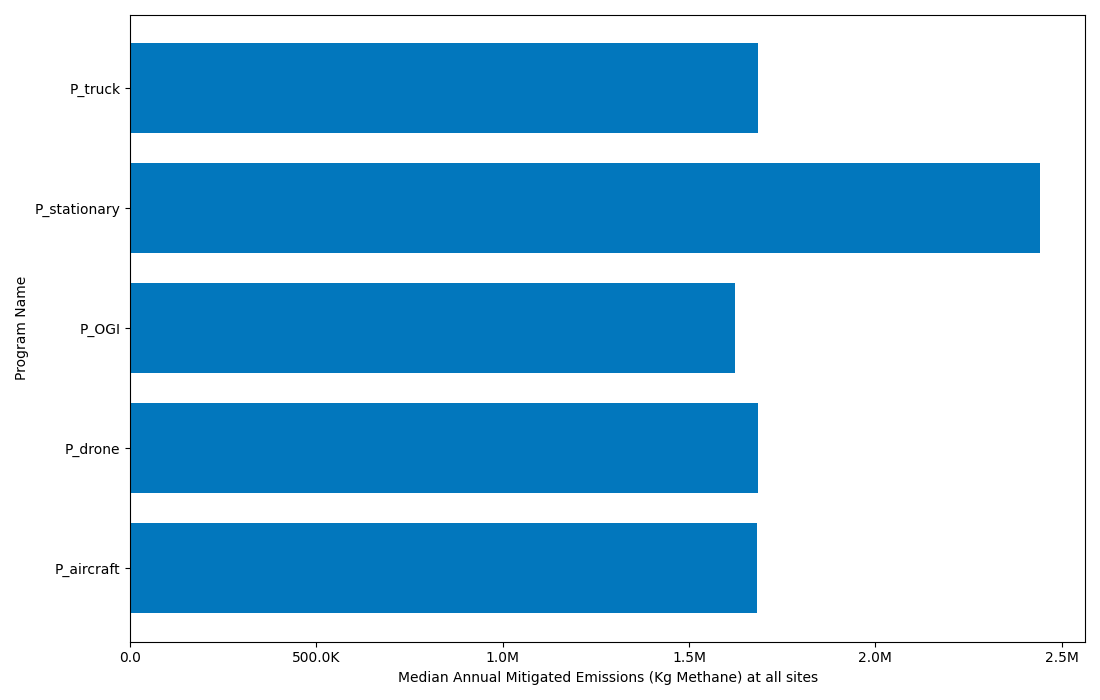 P_truck
P_stationary
P_OGI
P_drone
P_aircraft
Program Name
0.0 500.0K 1.0M 1.5M 2.0M 2.5M
Median Annual Mitigated Emissions (Kg Methane) at all sites